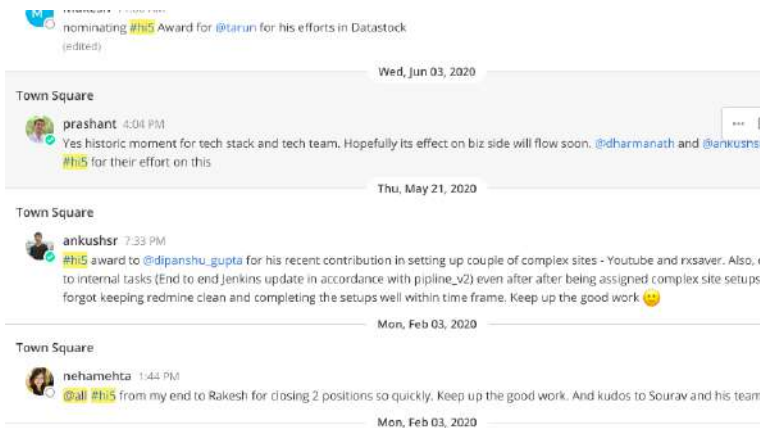 M
nominating #hi5 Award for @tarun for his efforts in Datastock
(edited)
Wed, Jun 03, 2020
Town Square
prashant 4:04 PM
Yes historic moment for tech stack and tech team. Hopefully its effect on biz side will flow soon. @dharmanath and @ankushs
#hi5 for their effort on this
Thu, May 21, 2020
Town Square
ankushsr 7:33 PM
#hi5 award to @dipanshu_gupta for his recent contribution in setting up couple of complex sites - Youtube and rxsaver. Also,
to internal tasks (End to end Jenkins update in accordance with pipline_v2) even after after being assigned complex site setups
forgot keeping redmine clean and completing the setups well within time frame. Keep up the good work
Mon, Feb 03, 2020
Town Square
nehamehta 1:44 PM
@all #hi5 from my end to Rakesh for closing 2 positions so quickly. Keep up the good work. And kudos to Sourav and his team
Mon, Feb 03, 2020